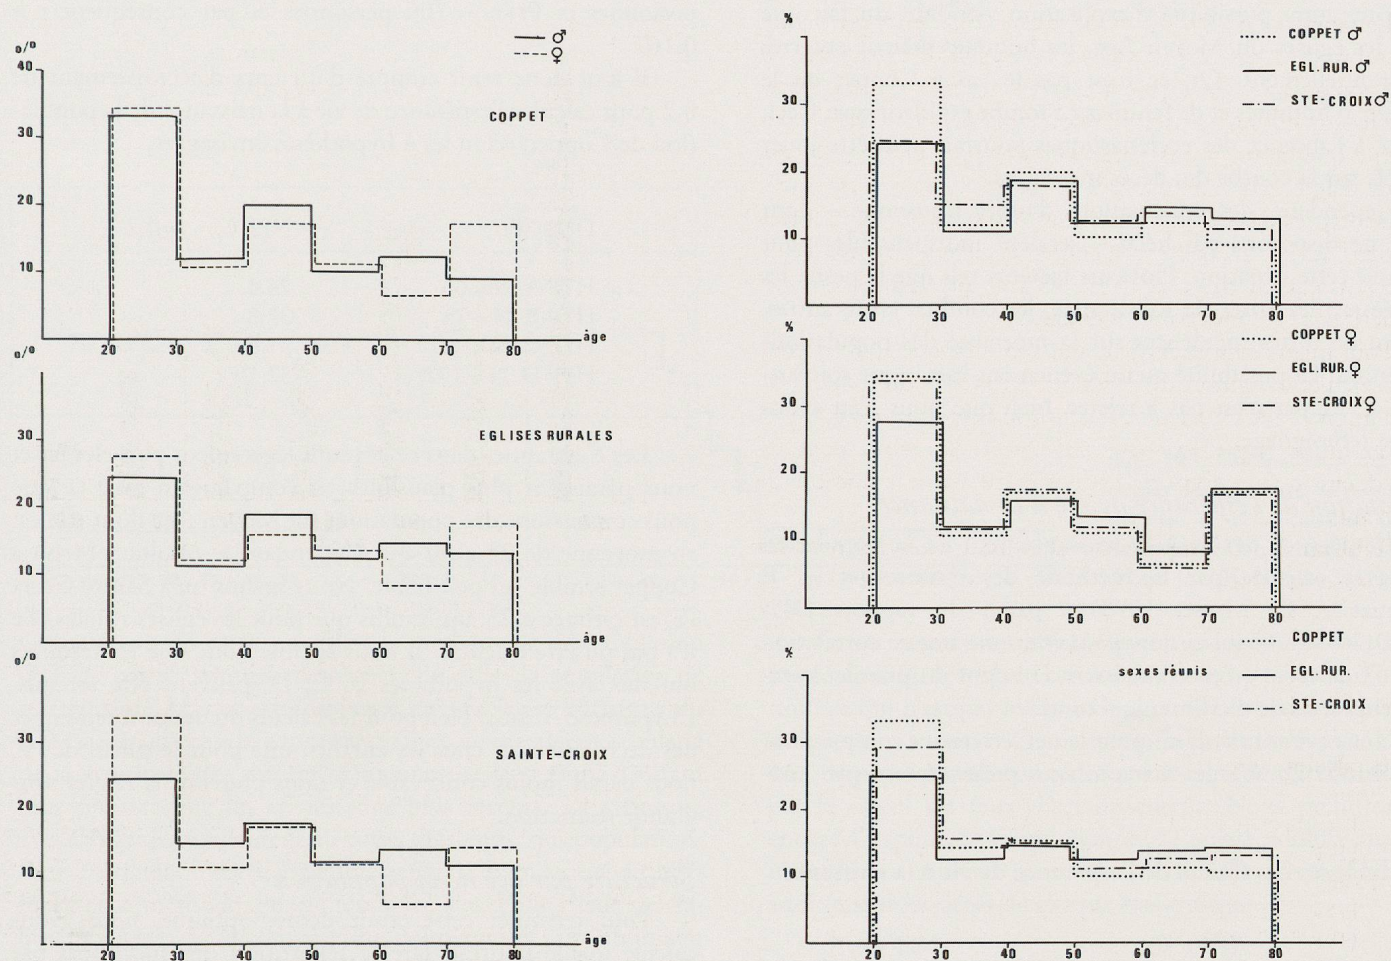 ♂
♀
o/o
40
30
20
10
COPPET
20 30 40 50 60 70 80 âge
o/o
30
20
10
EGLISES RURALES
20 30 40 50 60 70 80 âge
o/o
30
20
10
SAINTE-CROIX
20 30 40 50 60 70 80 âge
%
30
20
10
COPPET ♂
EGL.RUR.♂
STE-CROIX♂
20 30 40 50 60 70 80
%
30
20
10
COPPET ♀
EGL.RUR.♀
STE-CROIX♀
20 30 40 50 60 70 80
%
30
20
10
sexes réunis
COPPET
EGL.RUR.
STE-CROIX
20 30 40 50 60 70 80